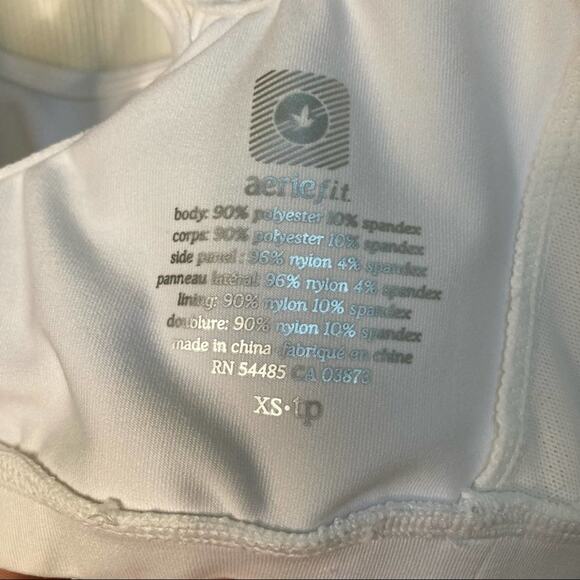 aeriefit.
body: 90% polyester 10% spandex
corps: 90% polyester 10% spandex
side panel: 96% nylon 4% spandex
panneau latéral: 96% nylon 4% spandex
lining: 90% nylon 10% spandex
doublure: 90% nylon 10% spandex
made in china fabriqué en chine
RN 54485 CA 03873
XS•tp